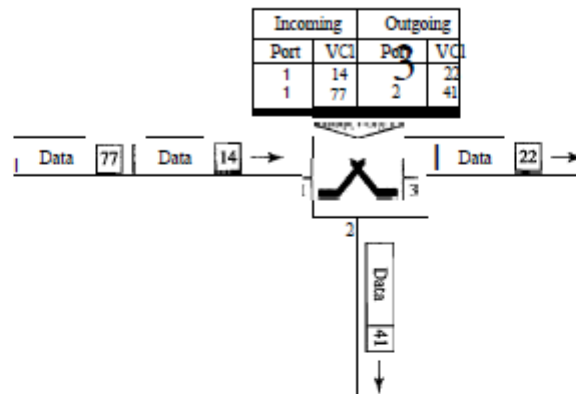 Incoming Outgoing
Port VCI Port VCI
1 14 3 22
1 77 2 41
Data 77 Data 14 Data 22
1 3
2
Data 41